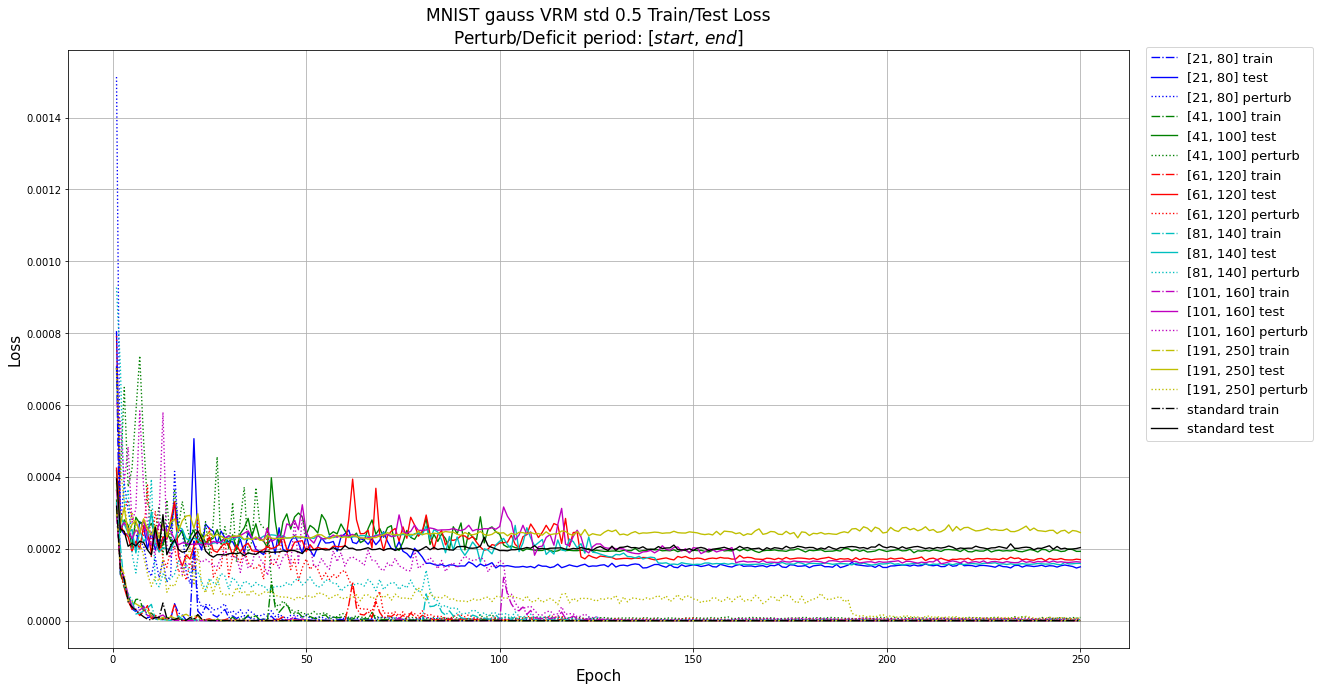 MNIST gauss VRM std 0.5 Train/Test Loss
Perturb/Deficit period: [start, end]
Loss
0.0014
0.0012
0.0010
0.0008
0.0006
0.0004
0.0002
0.0000
0
50
100
150
200
250
Epoch
[21, 80] train
[21, 80] test
[21, 80] perturb
[41, 100] train
[41, 100] test
[41, 100] perturb
[61, 120] train
[61, 120] test
[61, 120] perturb
[81, 140] train
[81, 140] test
[81, 140] perturb
[101, 160] train
[101, 160] test
[101, 160] perturb
[191, 250] train
[191, 250] test
[191, 250] perturb
standard train
standard test